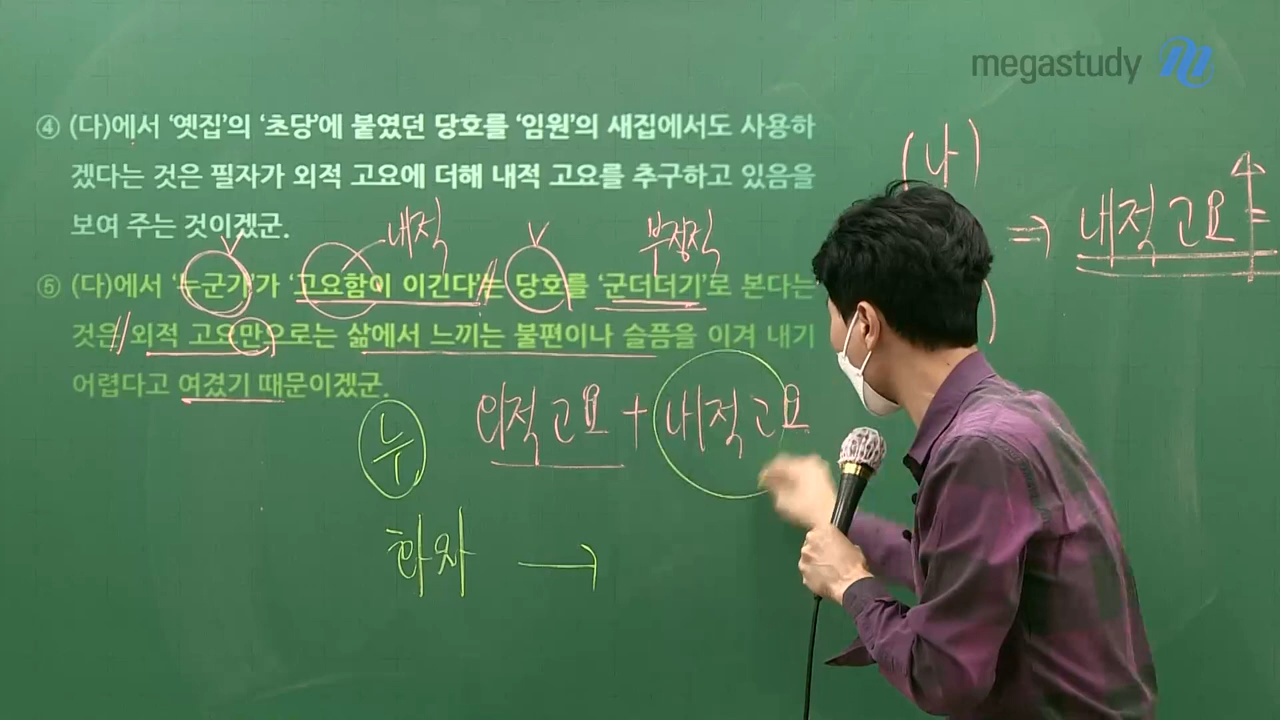 megastudy
④ (다)에서 '옛집'의 '초당'에 붙였던 당호를 '임원'의 새집에서도 사용하
겠다는 것은 필자가 외적 고요에 더해 내적 고요를 추구하고 있음을
보여 주는 것이겠군.
⑤ (다)에서 '누군가'가 '고요함이 이긴다'는 당호를 '군더더기'로 본다는
것은 외적 고요만으로는 삶에서 느끼는 불편이나 슬픔을 이겨 내기
어렵다고 여겼기 때문이겠군.
내적
부정적
(나)
⇒ 내적 고요
누
외적 고요 + 내적 고요
화자 →